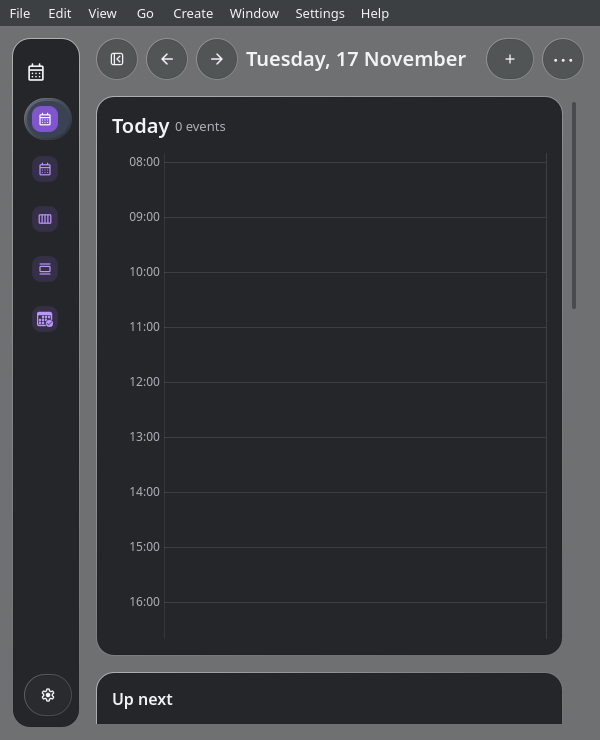 File Edit View Go Create Window Settings Help
Tuesday, 17 November
Today 0 events
08:00
09:00
10:00
11:00
12:00
13:00
14:00
15:00
16:00
Up next